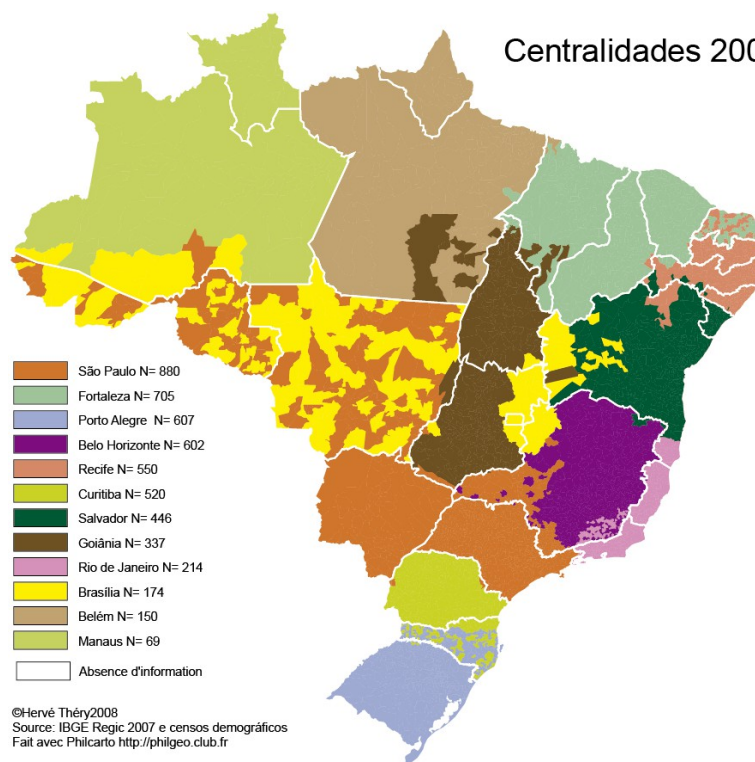 Centralidades 200
São Paulo N= 880
Fortaleza N= 705
Porto Alegre N= 607
Belo Horizonte N= 602
Recife N= 550
Curitiba N= 520
Salvador N= 446
Goiânia N= 337
Rio de Janeiro N= 214
Brasília N= 174
Belém N= 150
Manaus N= 69
Absence d'information
©Hervé Théry2008
Source: IBGE Regic 2007 e censos demográficos
Fait avec Philcarto http://philgeo.club.fr